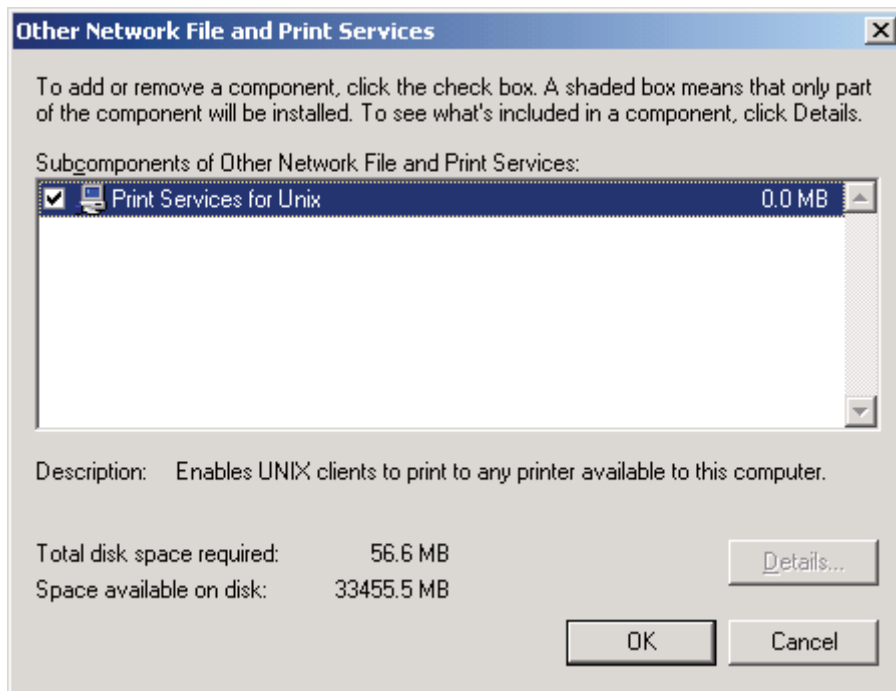 Other Network File and Print Services
To add or remove a component, click the check box. A shaded box means that only part
of the component will be installed. To see what's included in a component, click Details.
Subcomponents of Other Network File and Print Services:
Print Services for Unix 0.0 MB
Description: Enables UNIX clients to print to any printer available to this computer.
Total disk space required: 56.6 MB
Details...
Space available on disk: 33455.5 MB
OK Cancel